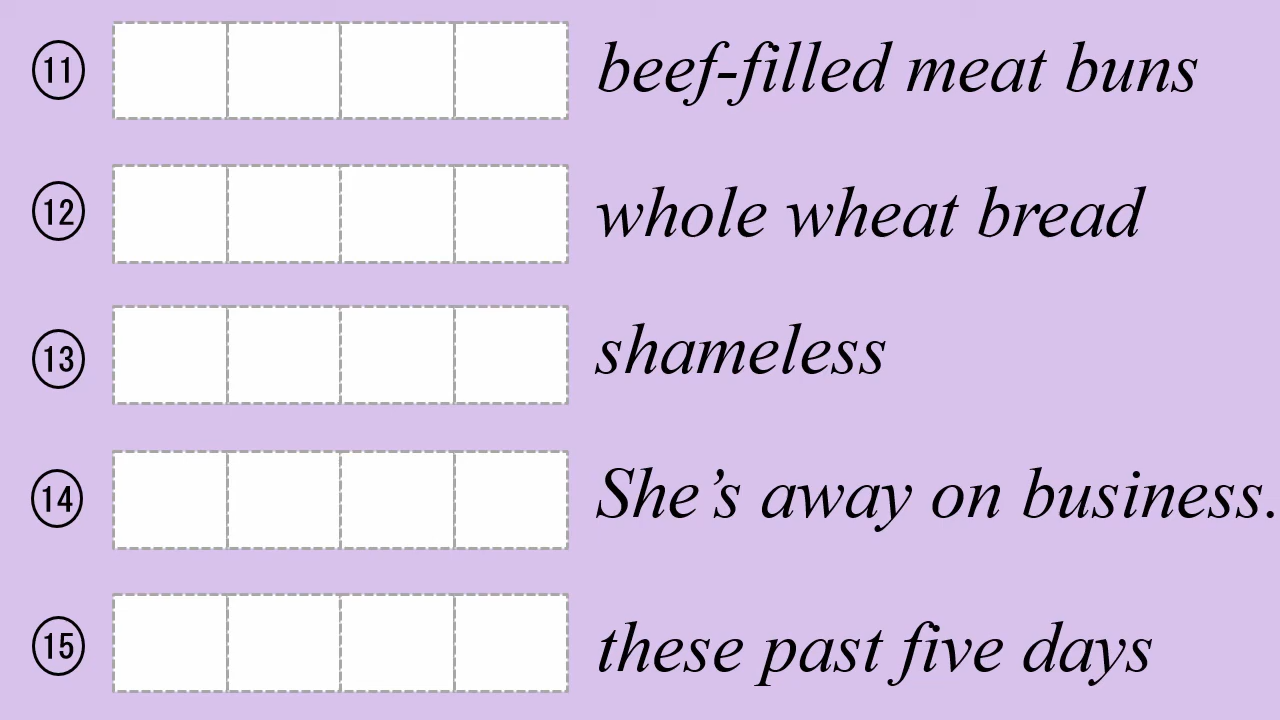 ⑪ beef-filled meat buns
⑫ whole wheat bread
⑬ shameless
⑭ She’s away on business.
⑮ these past five days